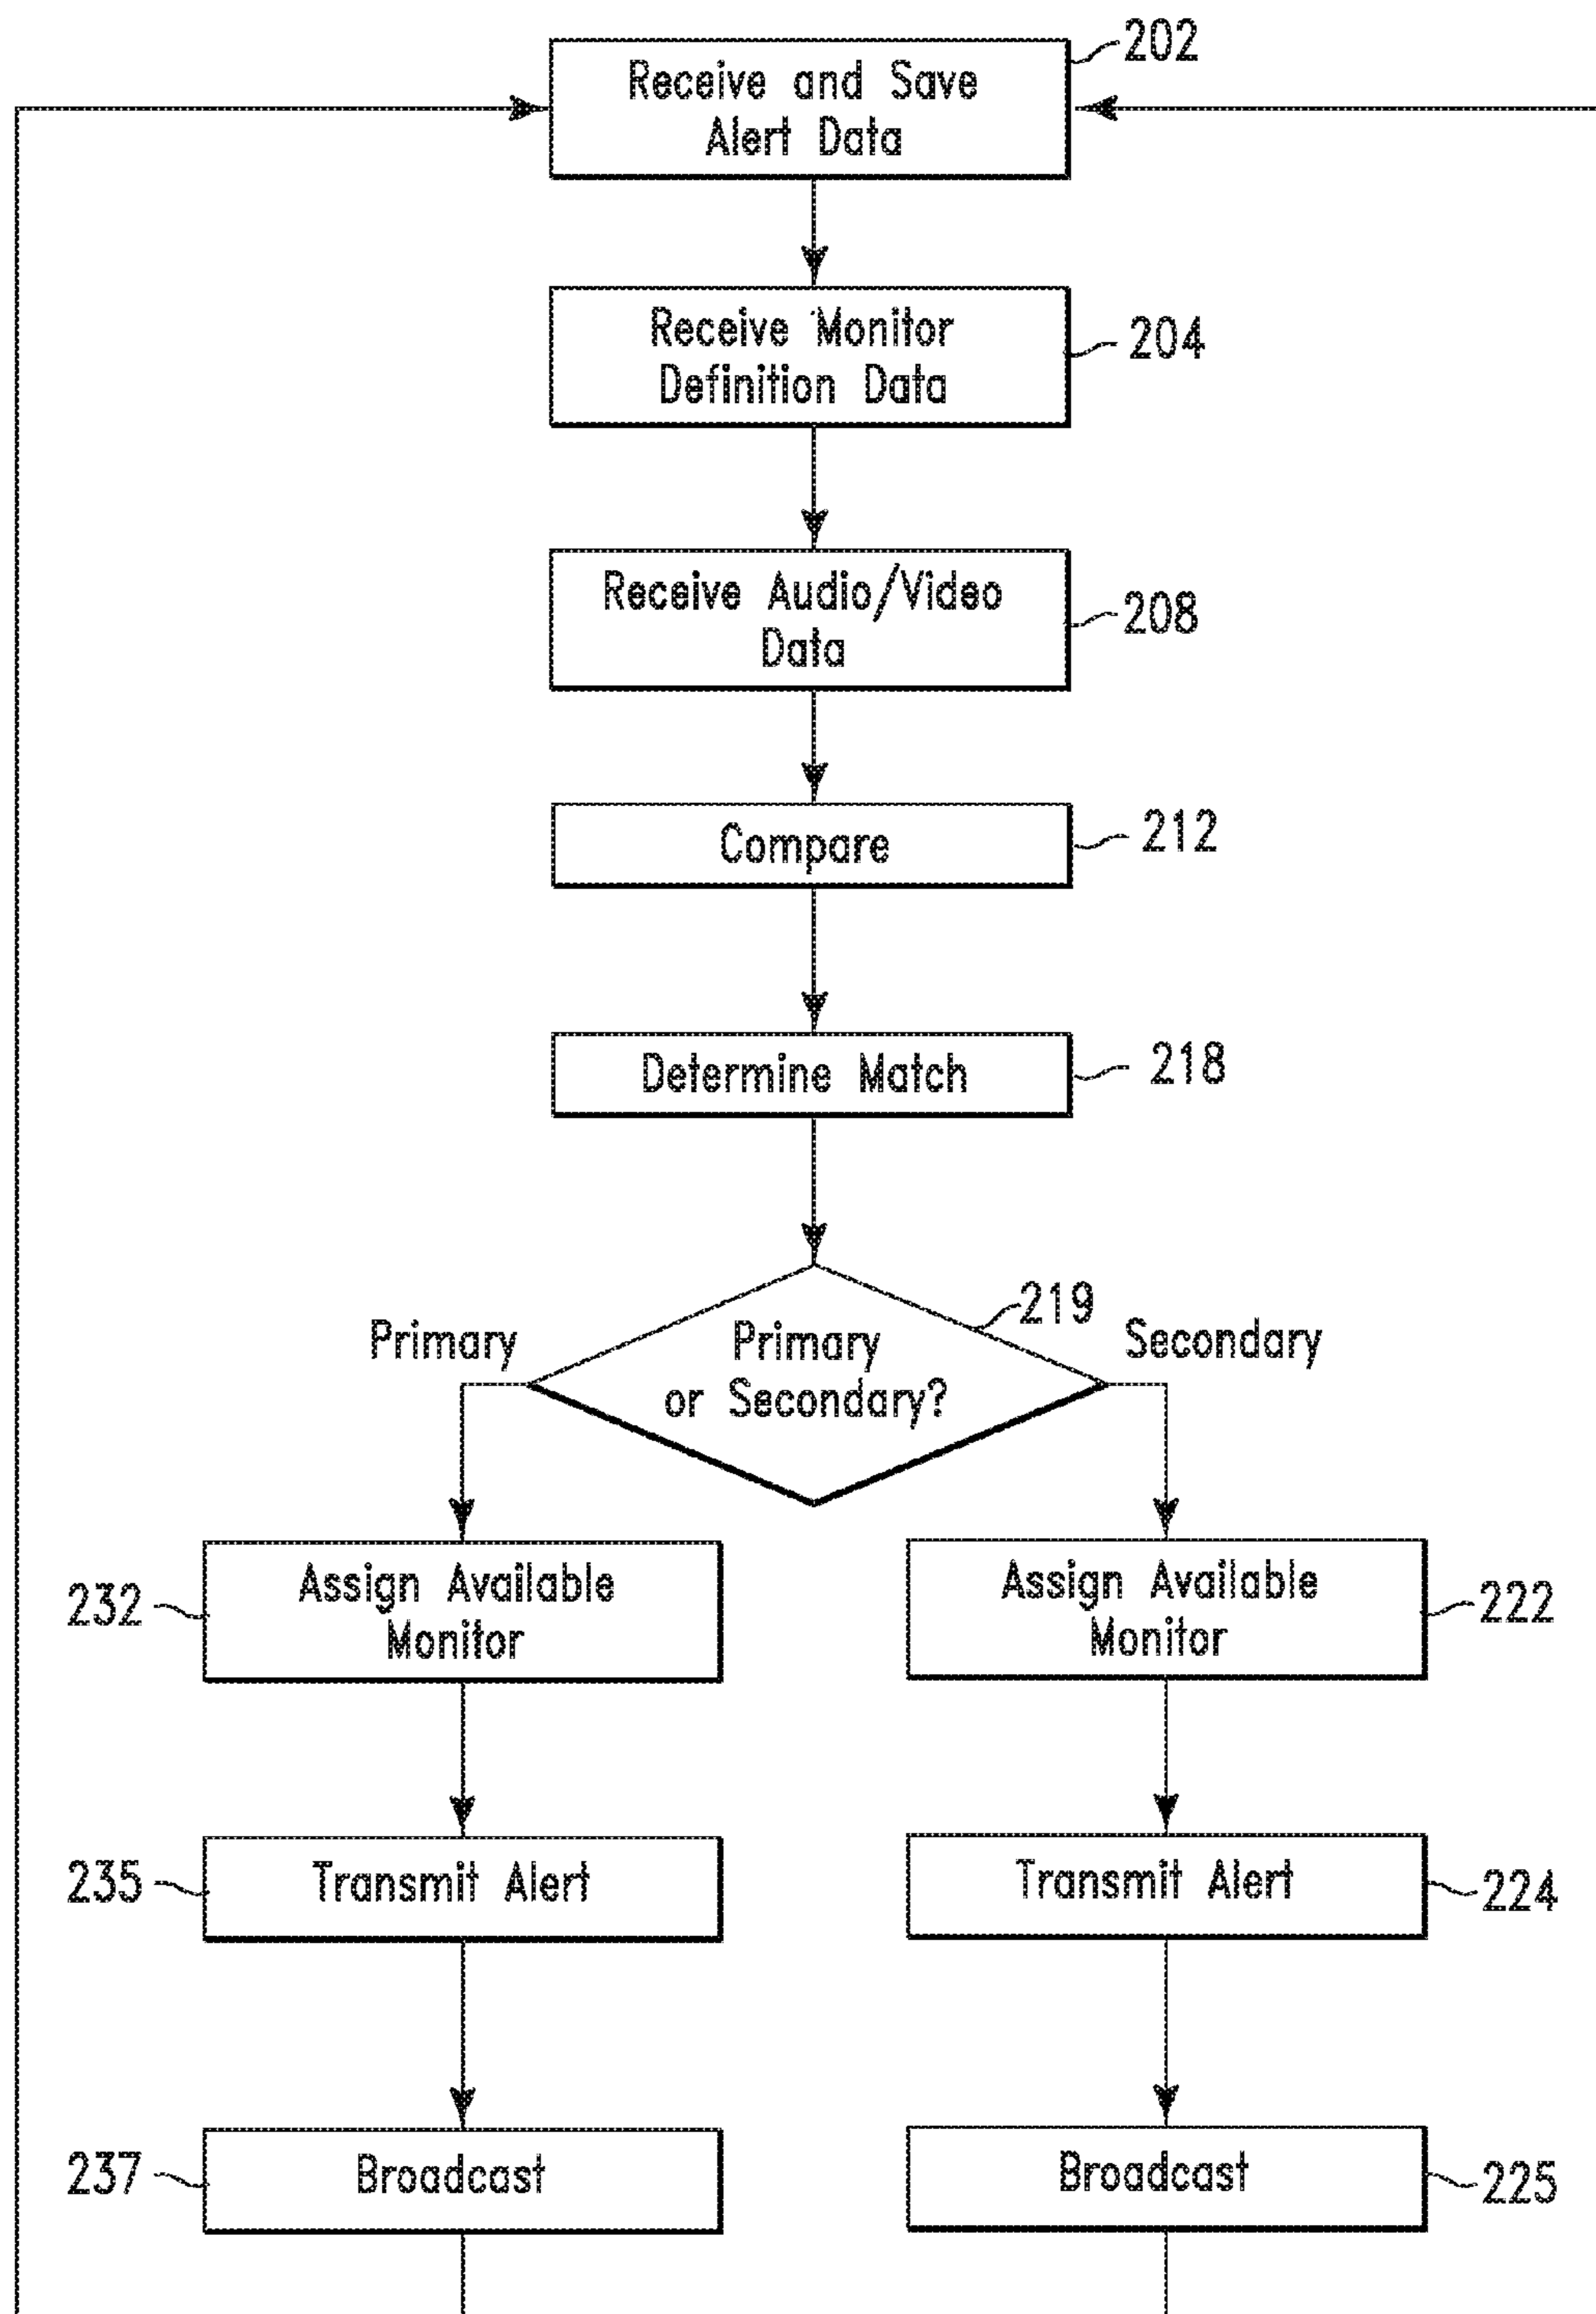 202
Receive and Save
Alert Data
Receive Monitor
Definition Data
204
Receive Audio/Video
Data
208
Compare
212
Determine Match
218
219
Primary
Primary
or Secondary?
Secondary
232
Assign Available
Monitor
Assign Available
Monitor
222
235
Transmit Alert
Transmit Alert
224
237
Broadcast
Broadcast
225